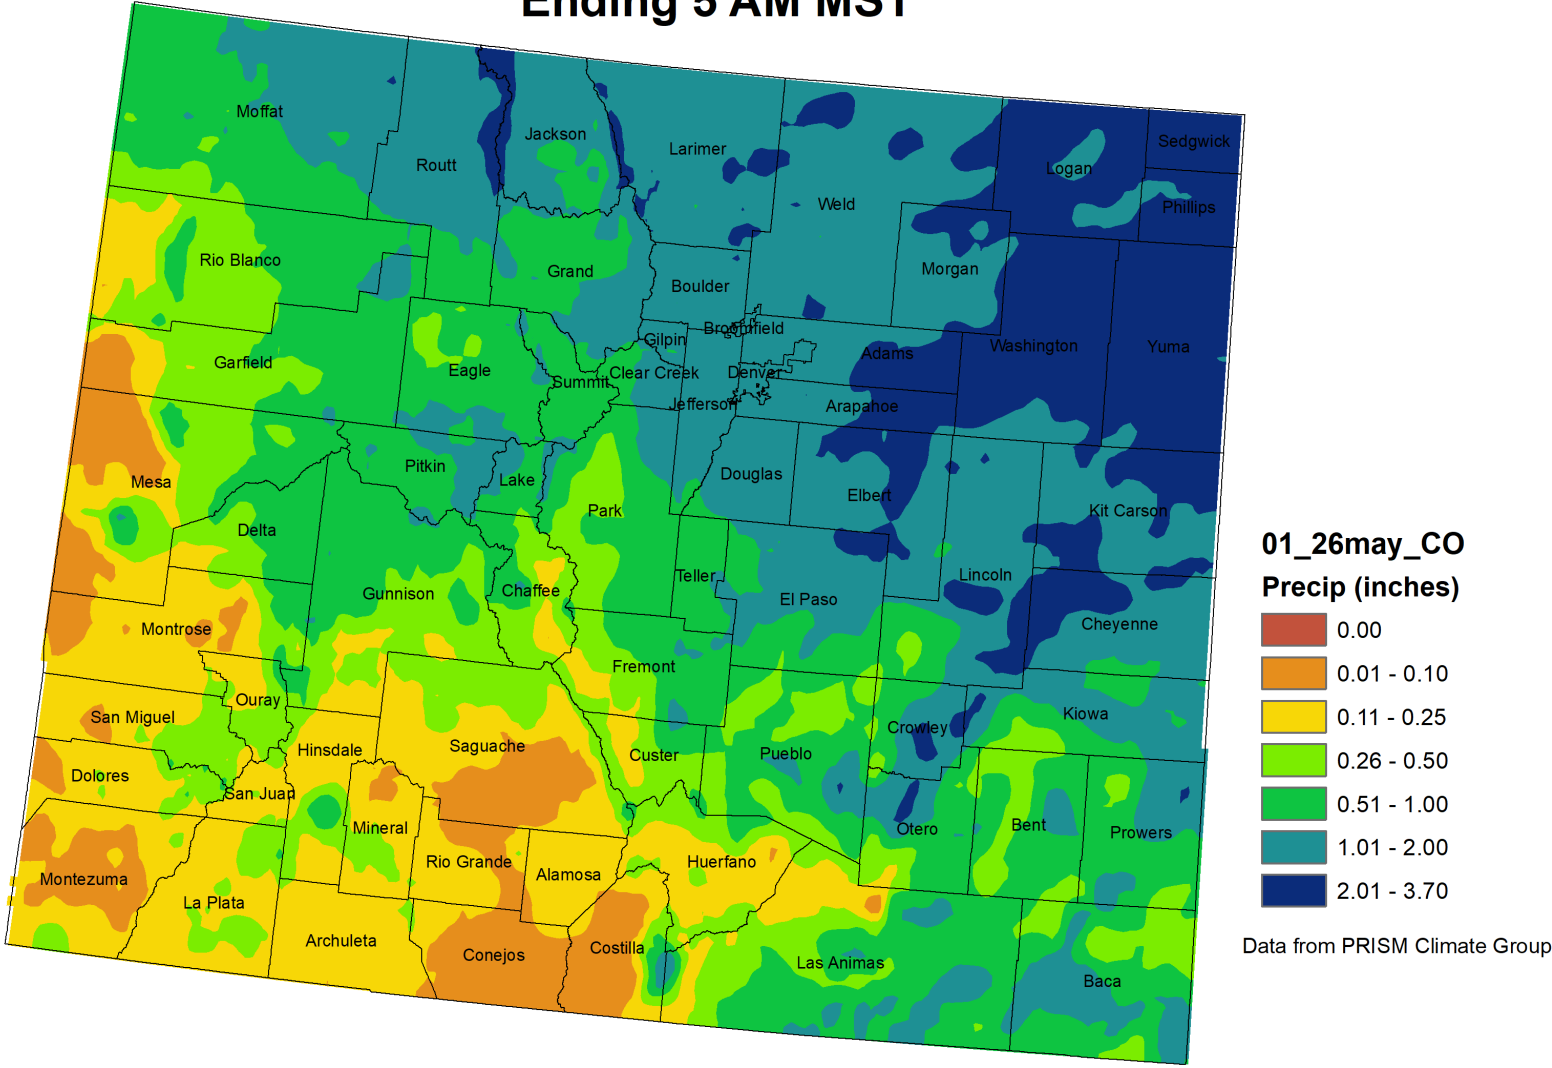 Ending 5 AM MST
Moffat
Routt
Jackson
Larimer
Weld
Logan
Sedgwick
Phillips
Rio Blanco
Grand
Boulder
Morgan
Gilpin
Broomfield
Garfield
Eagle
Summit
Clear Creek
Denver
Adams
Washington
Yuma
Jefferson
Arapahoe
Mesa
Pitkin
Lake
Park
Douglas
Elbert
Kit Carson
Delta
Gunnison
Chaffee
Teller
El Paso
Lincoln
Cheyenne
Montrose
Fremont
Ouray
San Miguel
Hinsdale
Saguache
Custer
Pueblo
Crowley
Kiowa
Dolores
San Juan
Mineral
Rio Grande
Alamosa
Huerfano
Otero
Bent
Prowers
Montezuma
La Plata
Archuleta
Conejos
Costilla
Las Animas
Baca
01_26may_CO
Precip (inches)
0.00
0.01 - 0.10
0.11 - 0.25
0.26 - 0.50
0.51 - 1.00
1.01 - 2.00
2.01 - 3.70
Data from PRISM Climate Group